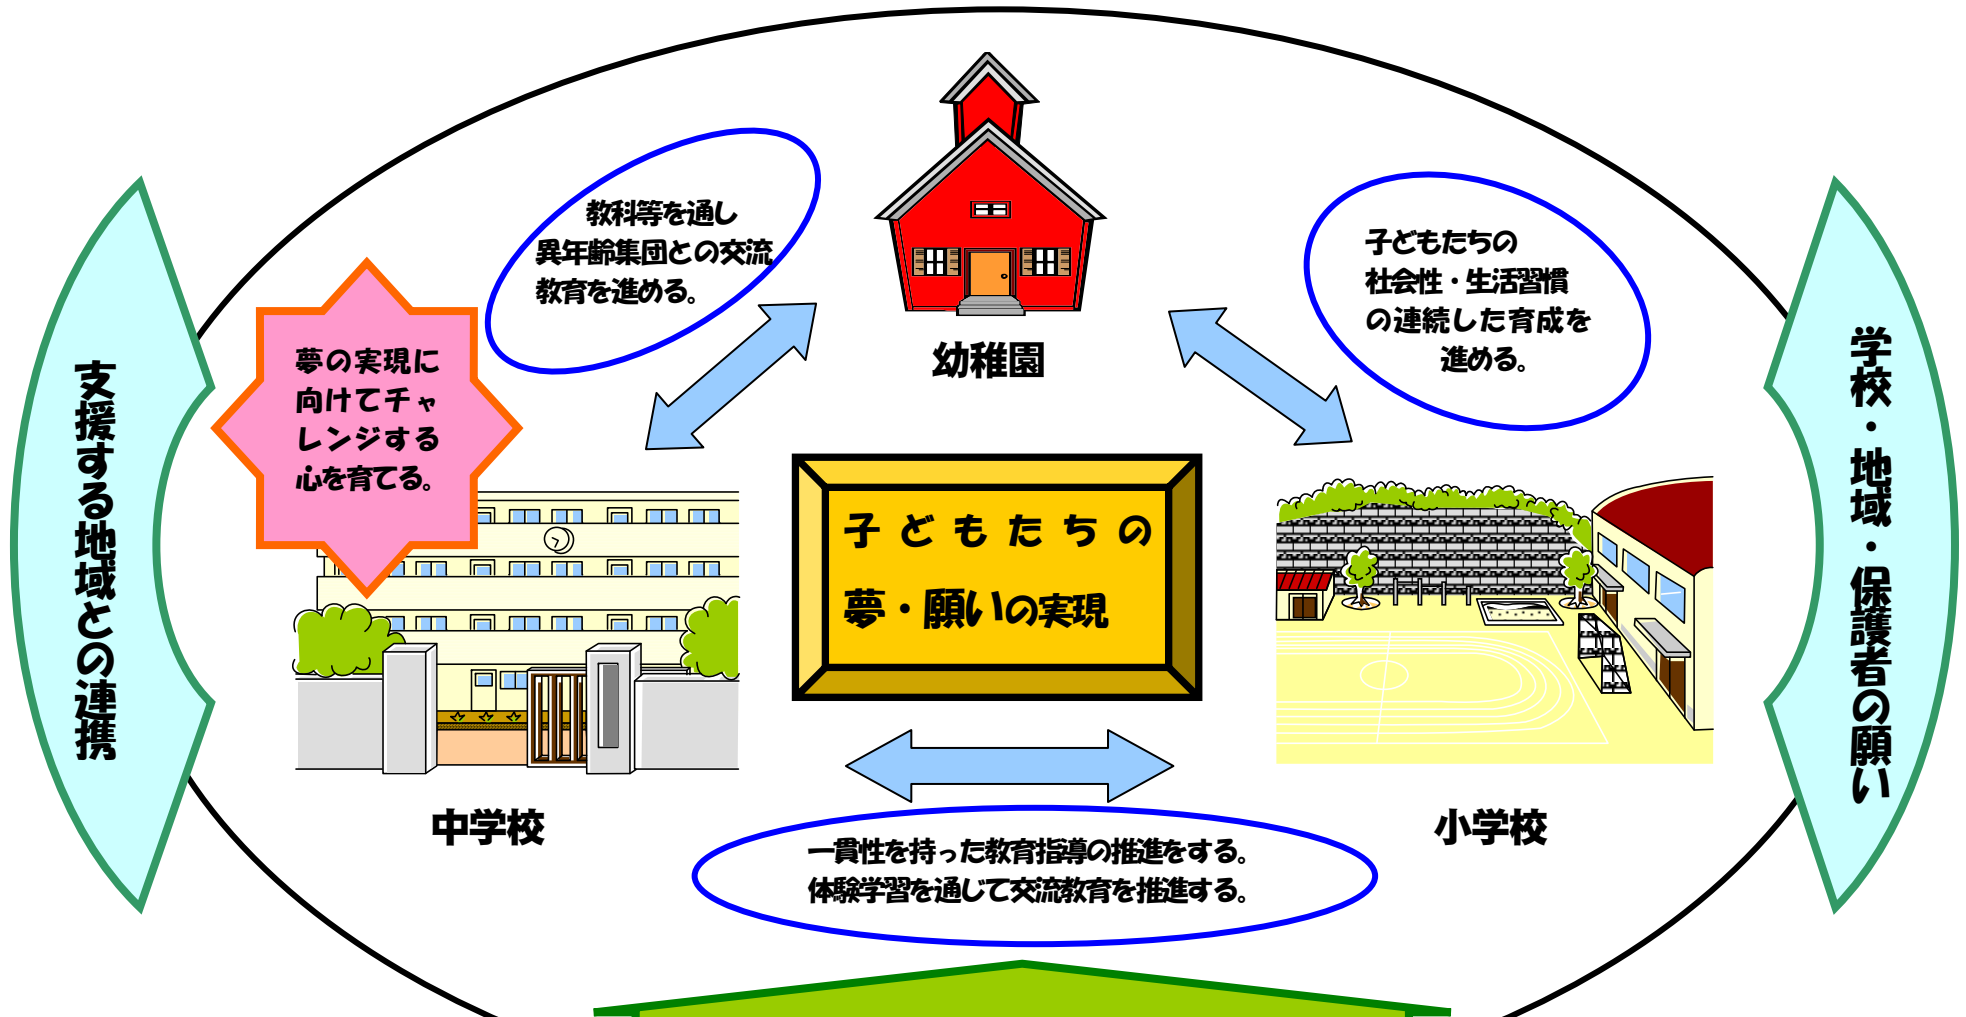 教科等を通し
異年齢集団との交流
教育を進める。
子どもたちの
社会性・生活習慣
の連続した育成を
進める。
幼稚園
夢の実現に
向けてチャ
レンジする
心を育てる。
支援する地域との連携
学校・地域・保護者の願い
子どもたちの
夢・願いの実現
中学校
小学校
一貫性を持った教育指導の推進をする。
体験学習を通じて交流教育を推進する。